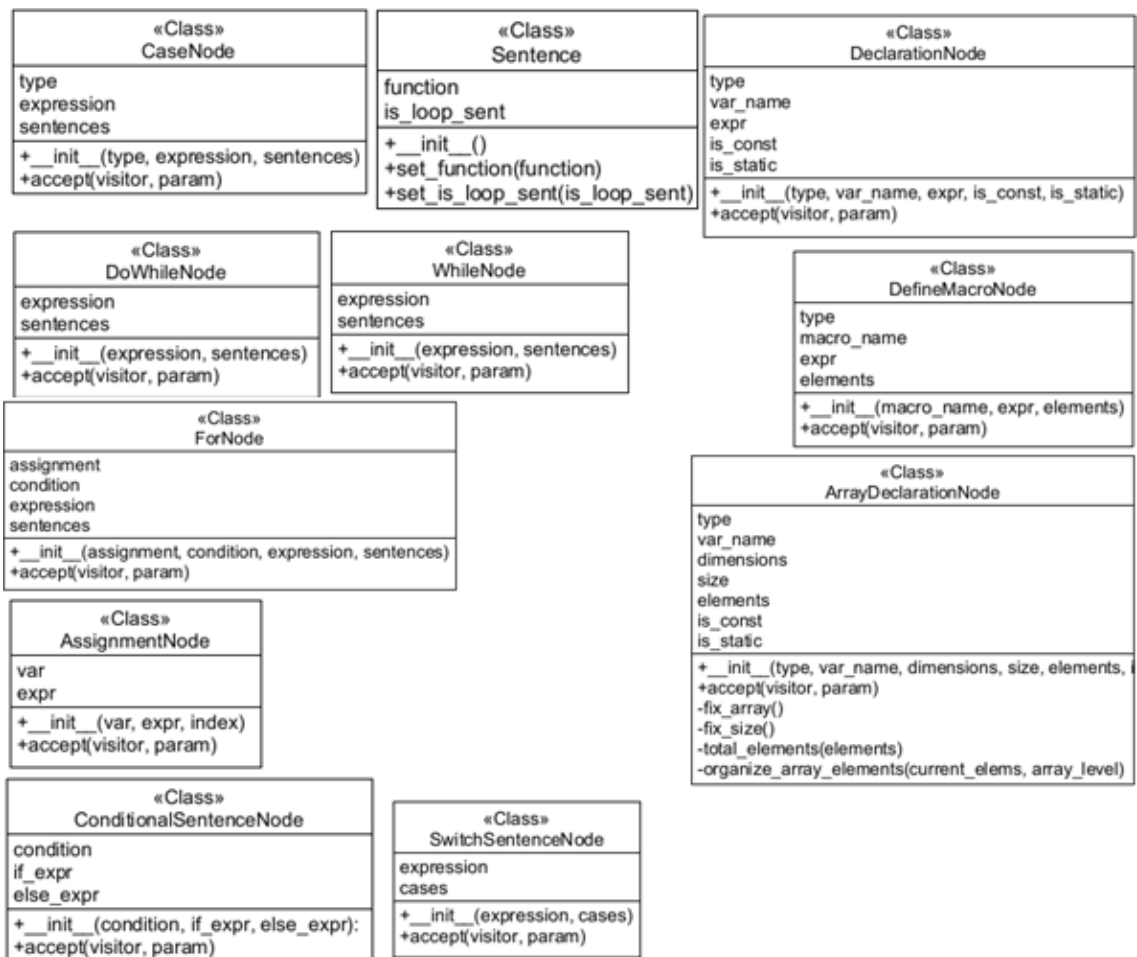 «Class»
CaseNode
type
expression
sentences
+__init__(type, expression, sentences)
+accept(visitor, param)
«Class»
Sentence
function
is_loop_sent
+__init__()
+set_function(function)
+set_is_loop_sent(is_loop_sent)
«Class»
DeclarationNode
type
var_name
expr
is_const
is_static
+__init__(type, var_name, expr, is_const, is_static)
+accept(visitor, param)
«Class»
DoWhileNode
expression
sentences
+__init__(expression, sentences)
+accept(visitor, param)
«Class»
WhileNode
expression
sentences
+__init__(expression, sentences)
+accept(visitor, param)
«Class»
DefineMacroNode
type
macro_name
expr
elements
+__init__(macro_name, expr, elements)
+accept(visitor, param)
«Class»
ForNode
assignment
condition
expression
sentences
+__init__(assignment, condition, expression, sentences)
+accept(visitor, param)
«Class»
ArrayDeclarationNode
type
var_name
dimensions
size
elements
is_const
is_static
+__init__(type, var_name, dimensions, size, elements, i
+accept(visitor, param)
-fix_array()
-fix_size()
-total_elements(elements)
-organize_array_elements(current_elems, array_level)
«Class»
AssignmentNode
var
expr
+__init__(var, expr, index)
+accept(visitor, param)
«Class»
ConditionalSentenceNode
condition
if_expr
else_expr
+__init__(condition, if_expr, else_expr):
+accept(visitor, param)
«Class»
SwitchSentenceNode
expression
cases
+__init__(expression, cases)
+accept(visitor, param)